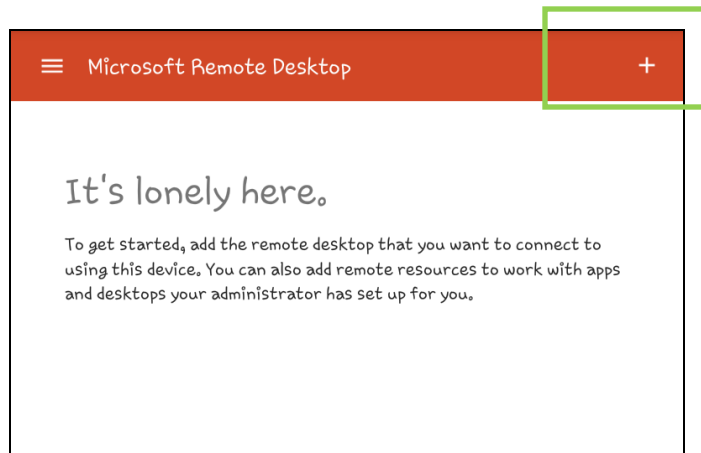 Microsoft Remote Desktop +
It's lonely here.
To get started, add the remote desktop that you want to connect to
using this device. You can also add remote resources to work with apps
and desktops your administrator has set up for you.